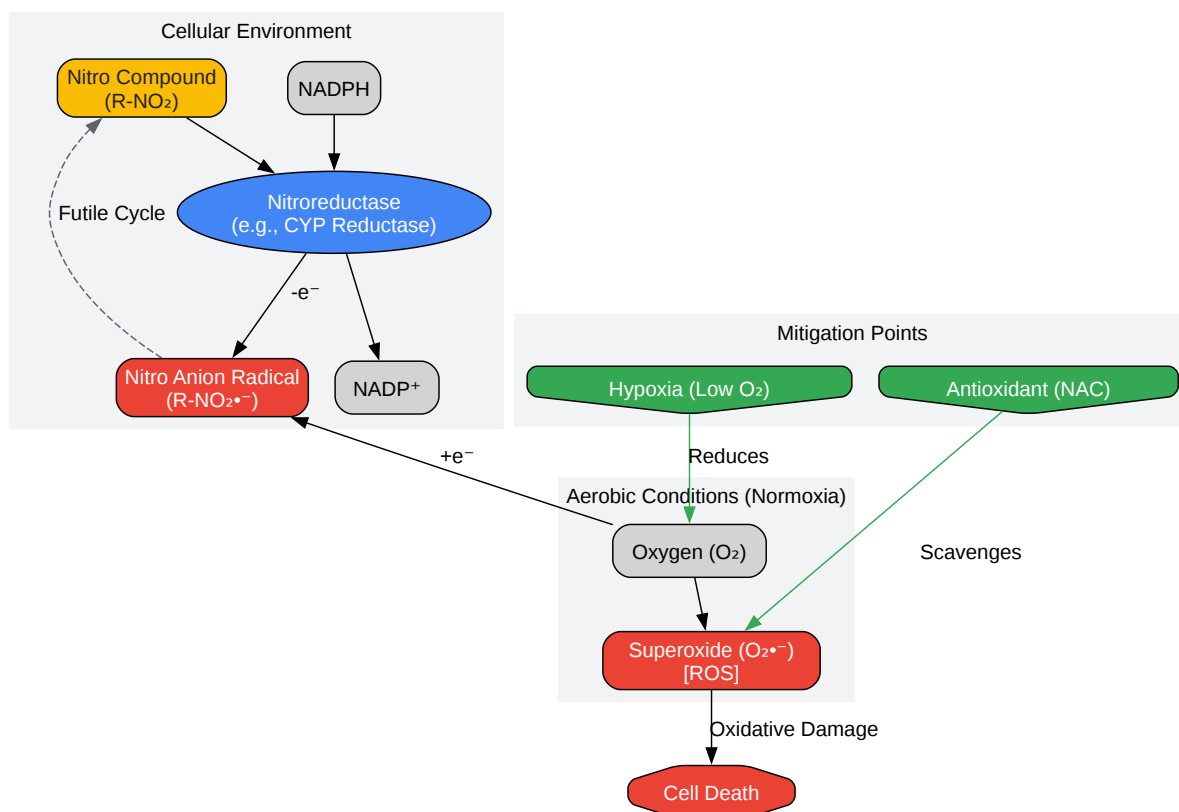 Cellular Environment
Nitro Compound
(R-NO₂)
NADPH
Futile Cycle
Nitroreductase
(e.g., CYP Reductase)
-e⁻
Nitro Anion Radical
(R-NO₂•⁻)
NADP⁺
Mitigation Points
Hypoxia (Low O₂)
Antioxidant (NAC)
+e⁻
Reduces
Aerobic Conditions (Normoxia)
Oxygen (O₂)
Scavenges
Superoxide (O₂•⁻)
[ROS]
Oxidative Damage
Cell Death